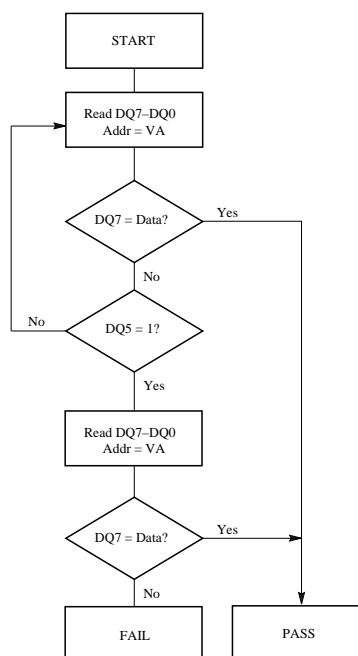 START
Read DQ7–DQ0
Addr = VA
DQ7 = Data?
Yes
No
No
DQ5 = 1?
Yes
Read DQ7–DQ0
Addr = VA
DQ7 = Data?
Yes
No
FAIL
PASS